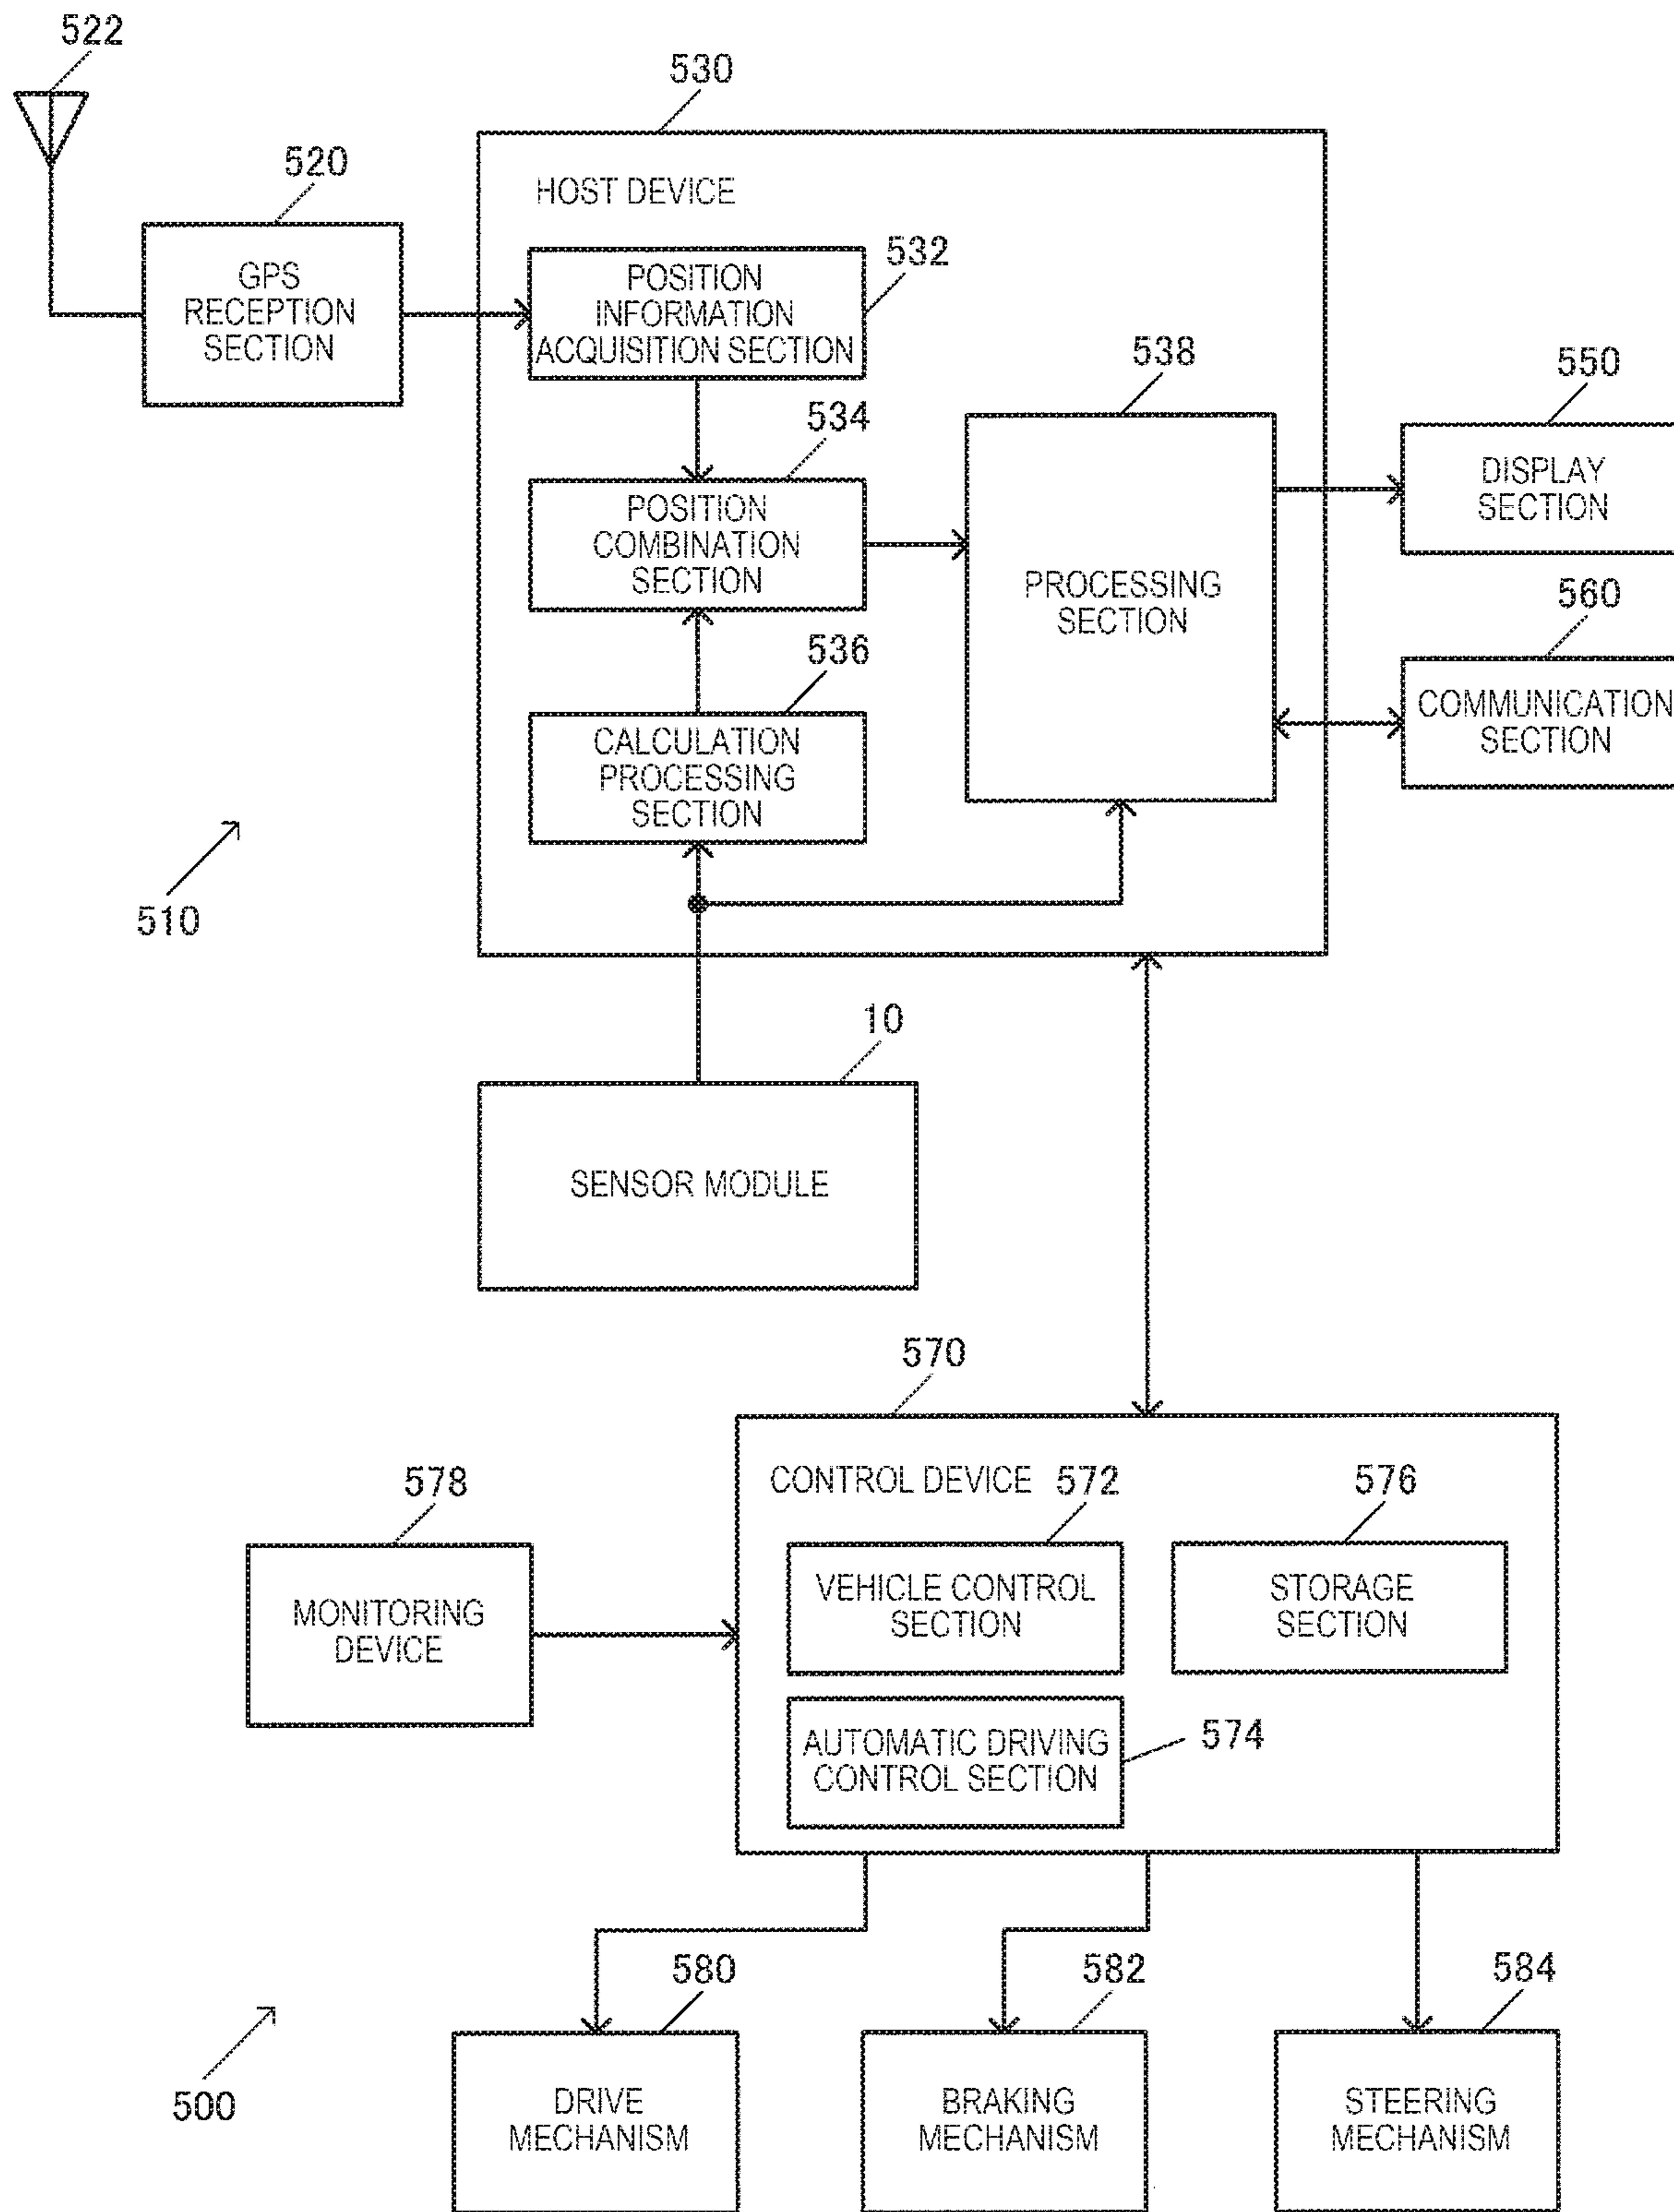 522
530
520
HOST DEVICE
GPS
RECEPTION
SECTION
532
POSITION
INFORMATION
ACQUISITION SECTION
538
550
534
DISPLAY
SECTION
POSITION
COMBINATION
SECTION
PROCESSING
SECTION
560
536
COMMUNICATION
SECTION
CALCULATION
PROCESSING
SECTION
510
10
SENSOR MODULE
570
578
CONTROL DEVICE
572
576
MONITORING
DEVICE
VEHICLE CONTROL
SECTION
STORAGE
SECTION
574
AUTOMATIC DRIVING
CONTROL SECTION
580
582
584
500
DRIVE
MECHANISM
BRAKING
MECHANISM
STEERING
MECHANISM